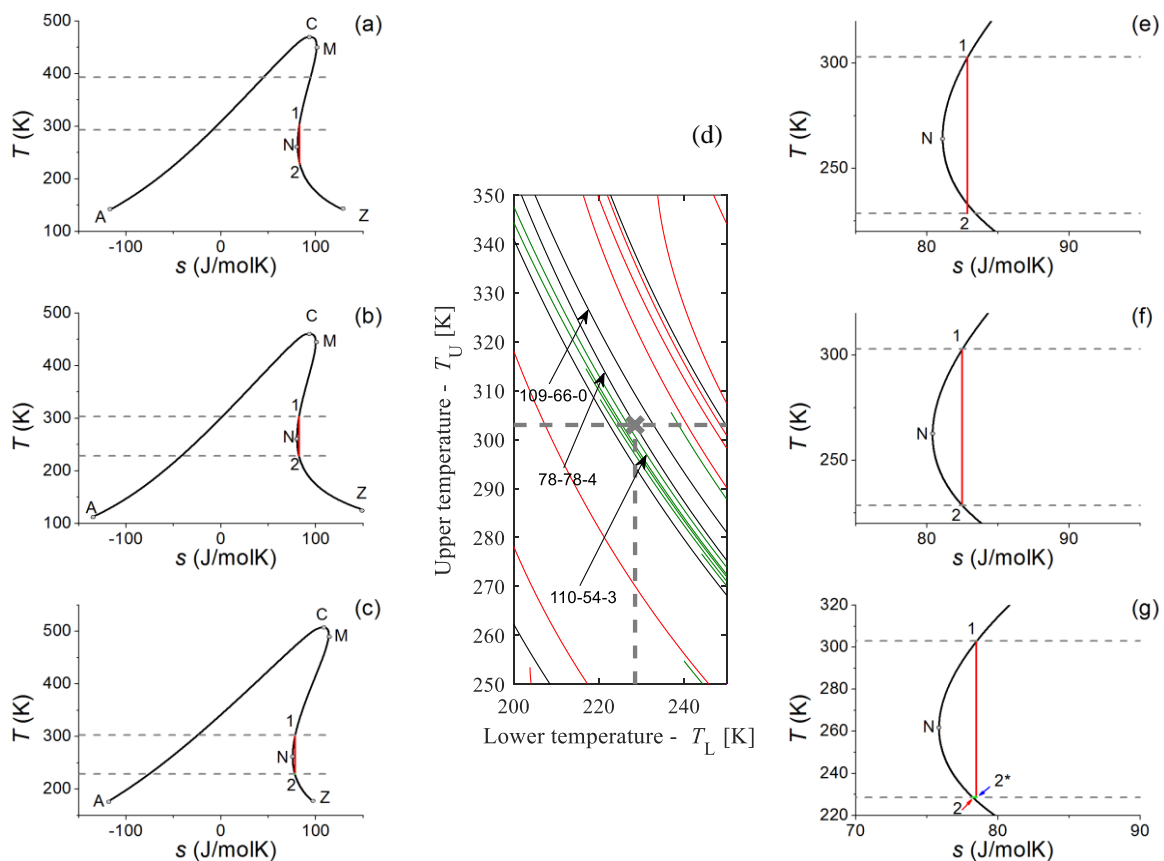 (a)
500
400
300
200
100
T (K)
C
M
1
N
2
A
Z
-100
0
100
s (J/molK)
(b)
500
400
300
200
100
T (K)
C
M
1
N
2
A
Z
-100
0
100
s (J/molK)
(c)
500
400
300
200
T (K)
C
M
1
N
2
A
Z
-100
0
100
s (J/molK)
(d)
350
340
330
320
310
300
290
280
270
260
250
Upper temperature - T_U [K]
109-66-0
78-78-4
110-54-3
200
220
240
Lower temperature - T_L [K]
(e)
300
250
T (K)
1
N
2
80
90
s (J/molK)
(f)
300
250
T (K)
1
N
2
80
90
s (J/molK)
(g)
320
300
280
260
240
220
T (K)
1
N
2*
2
70
80
90
s (J/molK)